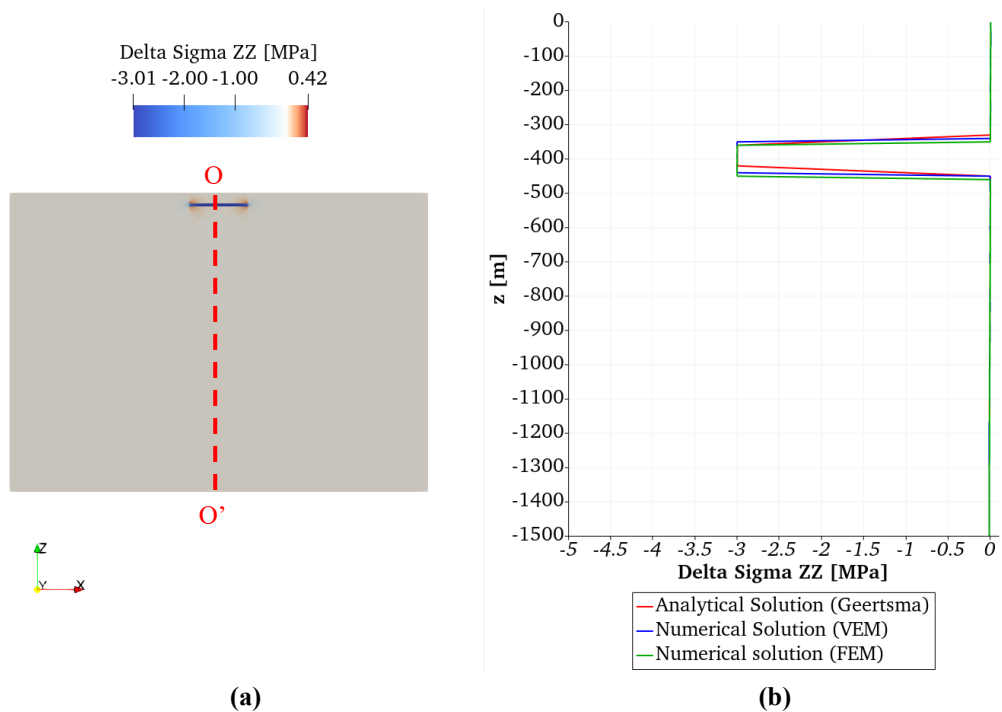 Delta Sigma ZZ [MPa]
-3.01 -2.00 -1.00 0.42
O
O'
Z
Y X
(a)
0
-100
-200
-300
-400
-500
-600
-700
-800
-900
-1000
-1100
-1200
-1300
-1400
-1500
z [m]
-5 -4.5 -4 -3.5 -3 -2.5 -2 -1.5 -1 -0.5 0
Delta Sigma ZZ [MPa]
Analytical Solution (Geertsma)
Numerical Solution (VEM)
Numerical solution (FEM)
(b)